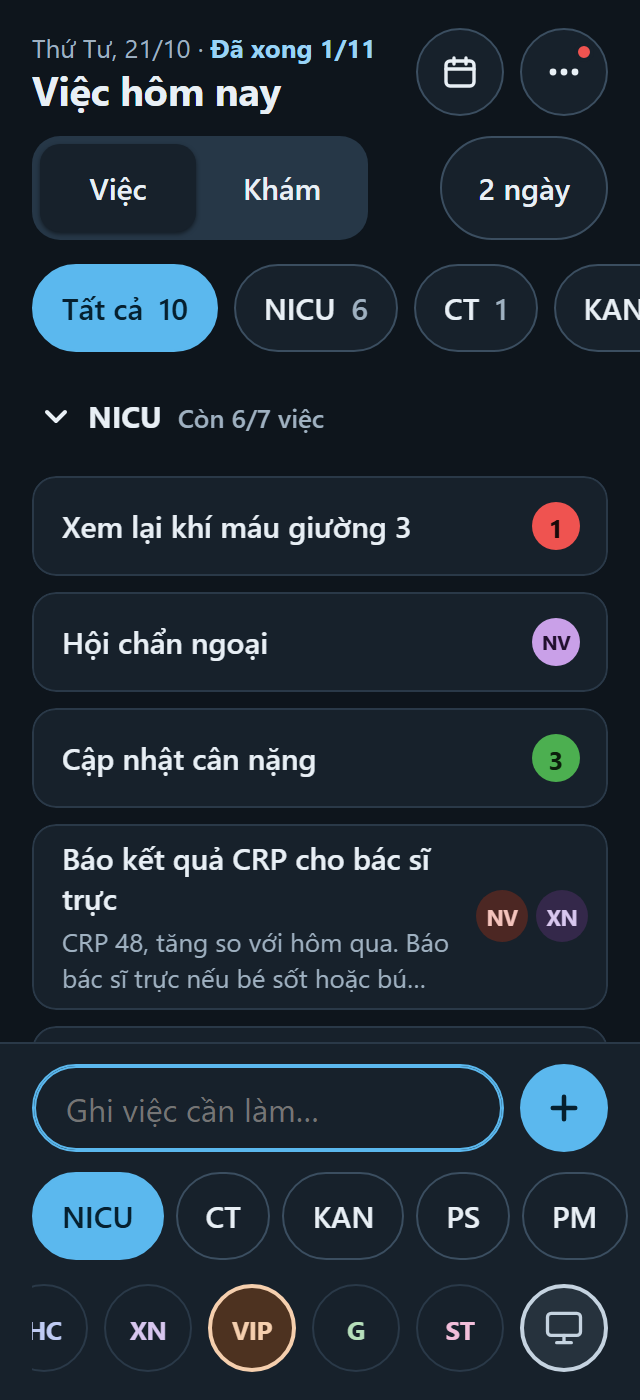 Thứ Tư, 21/10 · Đã xong 1/11
Việc hôm nay
Việc
Khám
2 ngày
Tất cả 10
NICU 6
CT 1
KAN
NICU Còn 6/7 việc
Xem lại khí máu giường 3
1
Hội chẩn ngoại
NV
Cập nhật cân nặng
3
Báo kết quả CRP cho bác sĩ
trực
CRP 48, tăng so với hôm qua. Báo
bác sĩ trực nếu bé sốt hoặc bú...
NV XN
Ghi việc cần làm...
NICU
CT
KAN
PS
PM
HC
XN
VIP
G
ST